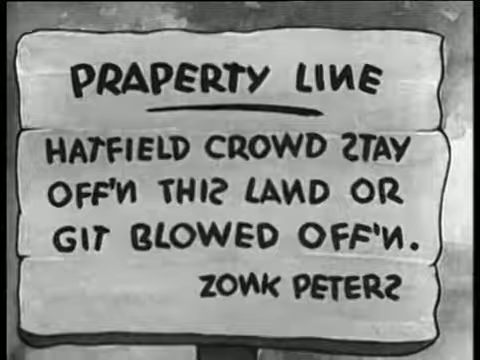 PRAPERTY LINE
HATFIELD CROWD STAY
OFF'N THIS LAND OR
GIT BLOWED OFF'N.
ZONK PETERS